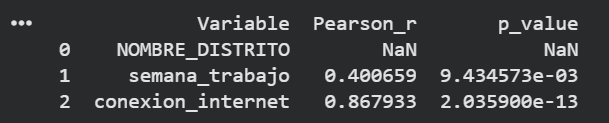 ••• Variable Pearson_r p_value
0 NOMBRE_DISTRITO NaN NaN
1 semana_trabajo 0.400659 9.434573e-03
2 conexion_internet 0.867933 2.035900e-13